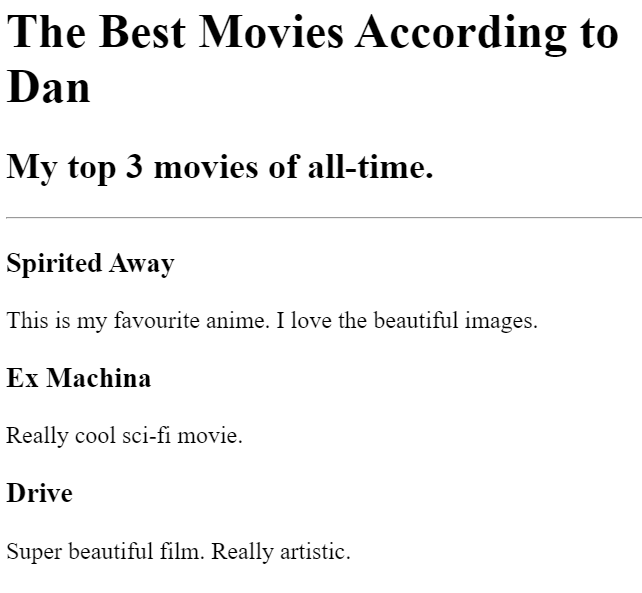 The Best Movies According to
Dan
My top 3 movies of all-time.
Spirited Away
This is my favourite anime. I love the beautiful images.
Ex Machina
Really cool sci-fi movie.
Drive
Super beautiful film. Really artistic.